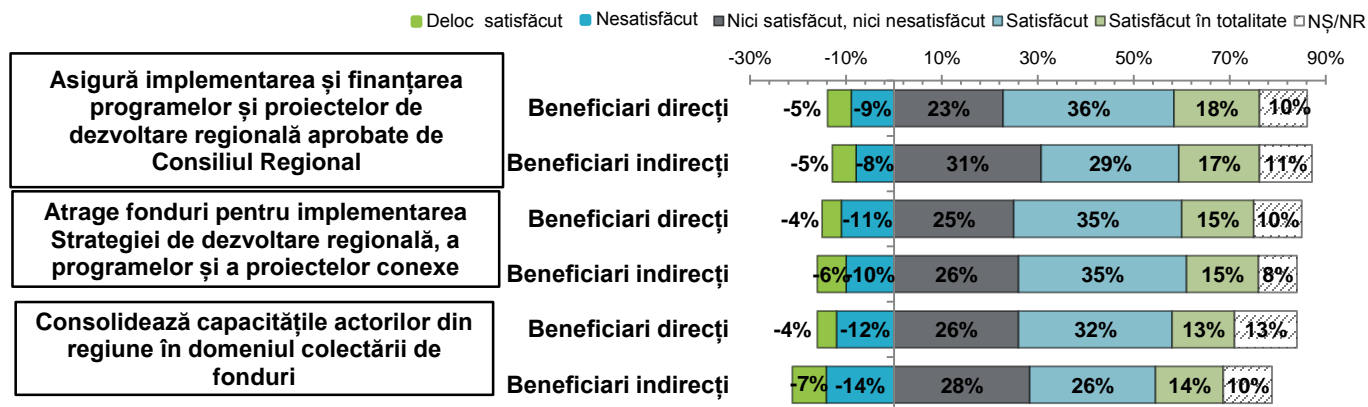 Deloc satisfăcut Nesatisfăcut Nici satisfăcut, nici nesatisfăcut Satisfăcut Satisfăcut în totalitate NȘ/NR
-30% -10% 10% 30% 50% 70% 90%
Asigură implementarea și finanțarea
programelor și proiectelor de
dezvoltare regională aprobate de
Consiliul Regional
Beneficiari direcți -5% -9% 23% 36% 18% 10%
Beneficiari indirecți -5% -8% 31% 29% 17% 11%
Atrage fonduri pentru implementarea
Strategiei de dezvoltare regională, a
programelor și a proiectelor conexe
Beneficiari direcți -4% -11% 25% 35% 15% 10%
Beneficiari indirecți -6% -10% 26% 35% 15% 8%
Consolidează capacitățile actorilor din
regiune în domeniul colectării de
fonduri
Beneficiari direcți -4% -12% 26% 32% 13% 13%
Beneficiari indirecți -7% -14% 28% 26% 14% 10%